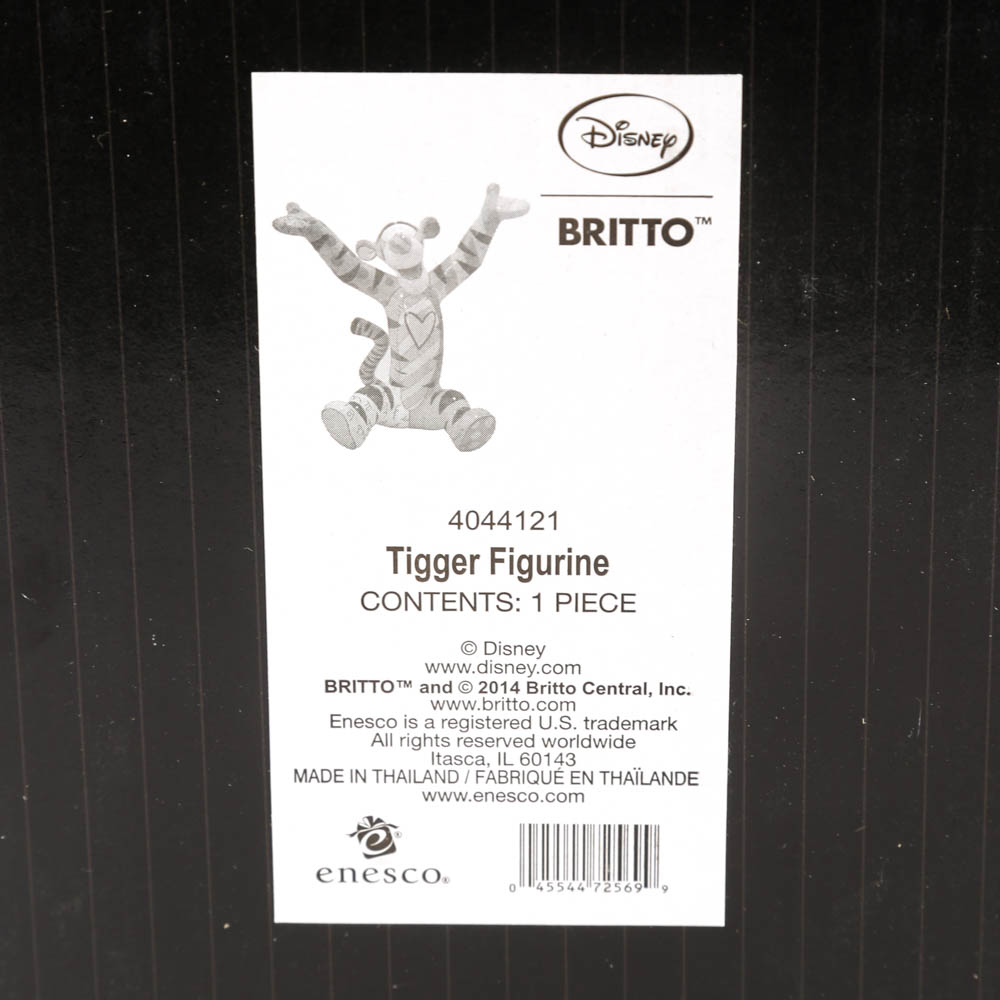 Disney
BRITTO™
4044121
Tigger Figurine
CONTENTS: 1 PIECE
© Disney
www.disney.com
BRITTO™ and © 2014 Britto Central, Inc.
www.britto.com
Enesco is a registered U.S. trademark
All rights reserved worldwide
Itasca, IL 60143
MADE IN THAILAND / FABRIQUÉ EN THAÏLANDE
www.enesco.com
e®
enesco®
0 45544 72569 9